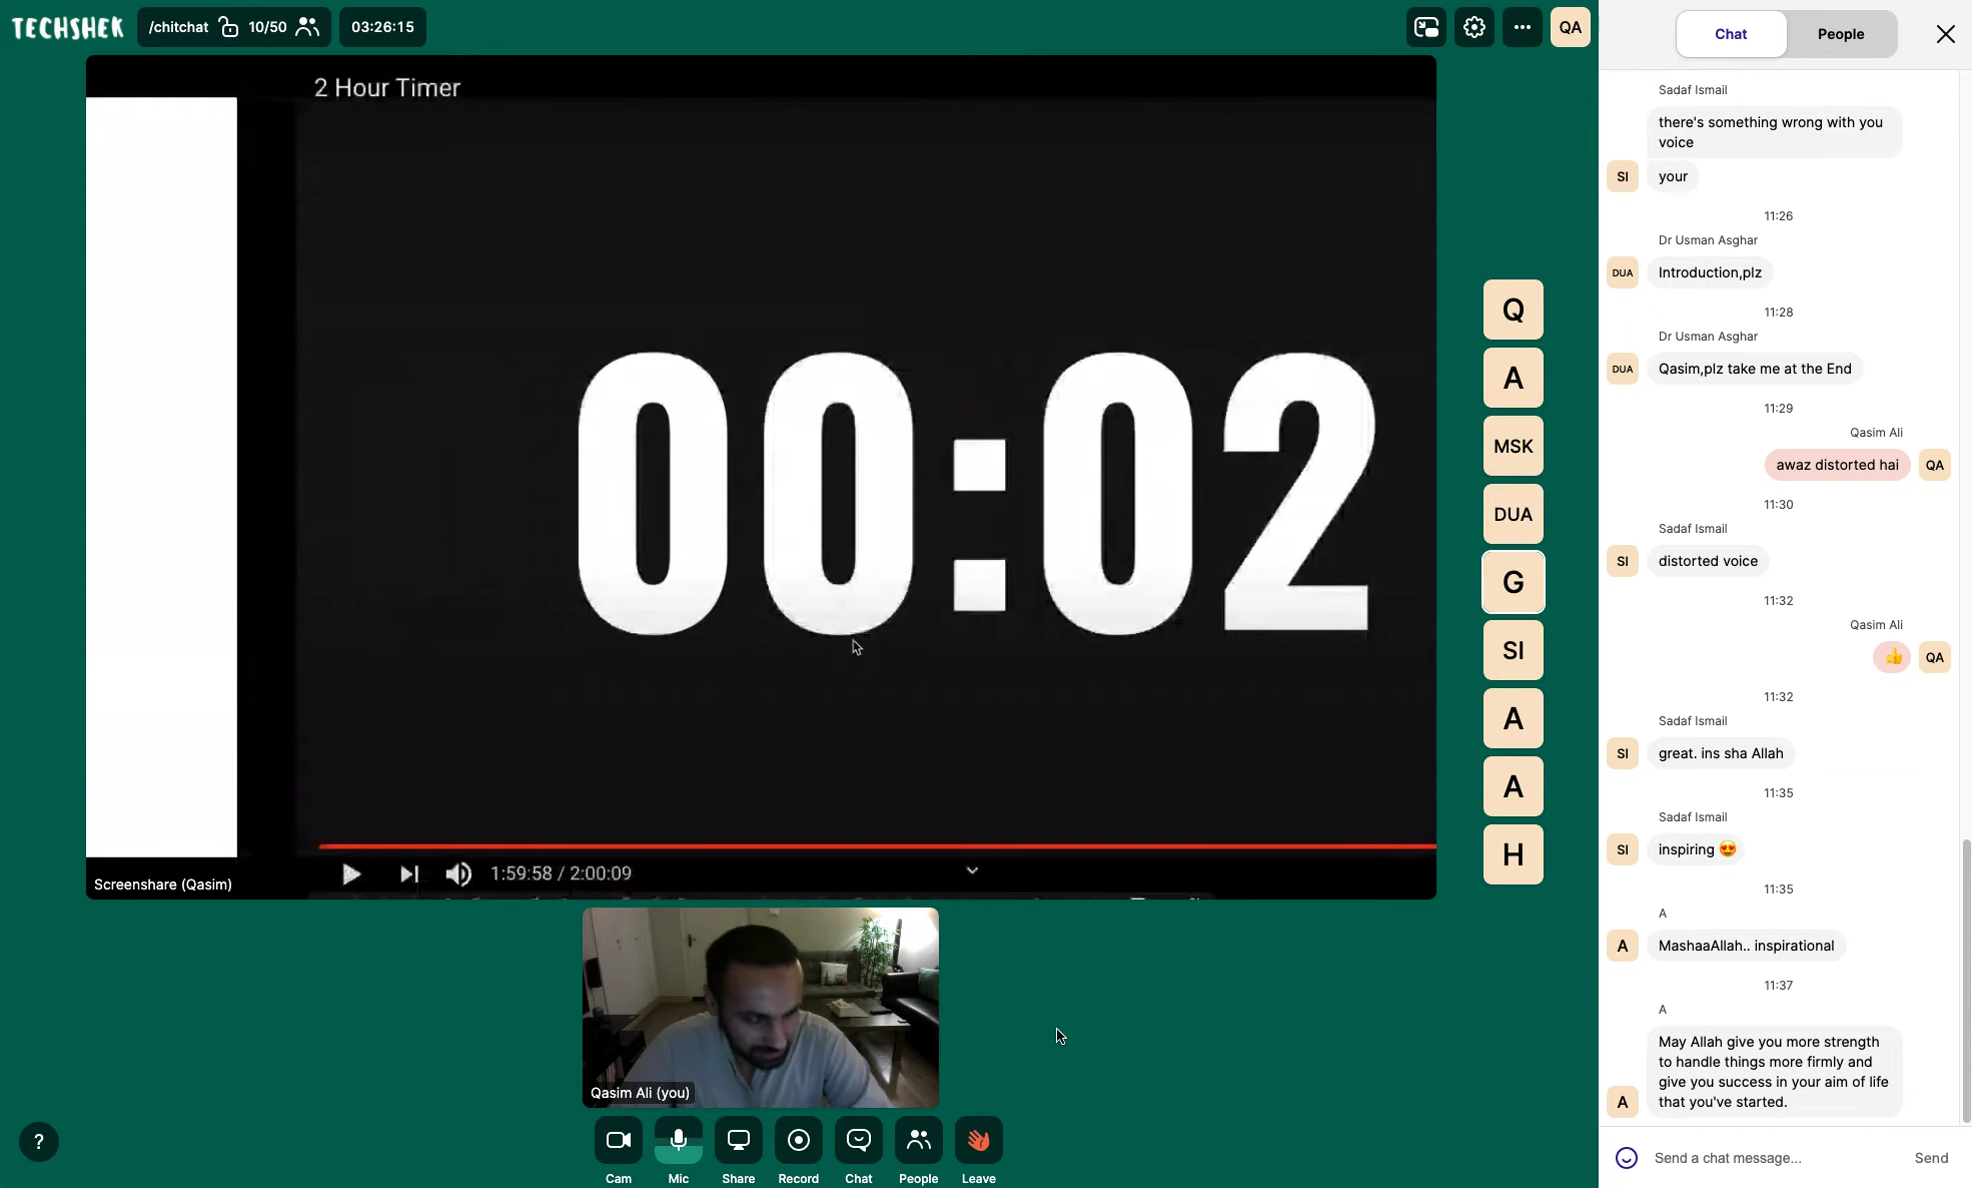 TECHSHEK
/chitchat
10/50
03:26:15
QA
2 Hour Timer
00:02
1:59:58 / 2:00:09
Screenshare (Qasim)
Q
A
MSK
DUA
G
SI
A
A
H
Qasim Ali (you)
?
Cam
Mic
Share
Record
Chat
People
Leave
Chat
People
Sadaf Ismail
there's something wrong with you
voice
SI
your
11:26
Dr Usman Asghar
DUA
Introduction,plz
11:28
Dr Usman Asghar
DUA
Qasim,plz take me at the End
11:29
Qasim Ali
awaz distorted hai
QA
11:30
Sadaf Ismail
SI
distorted voice
11:32
Qasim Ali
👍
QA
11:32
Sadaf Ismail
SI
great. ins sha Allah
11:35
Sadaf Ismail
SI
inspiring 😍
11:35
A
A
MashaaAllah.. inspirational
11:37
A
May Allah give you more strength
to handle things more firmly and
give you success in your aim of life
that you've started.
A
Send a chat message...
Send